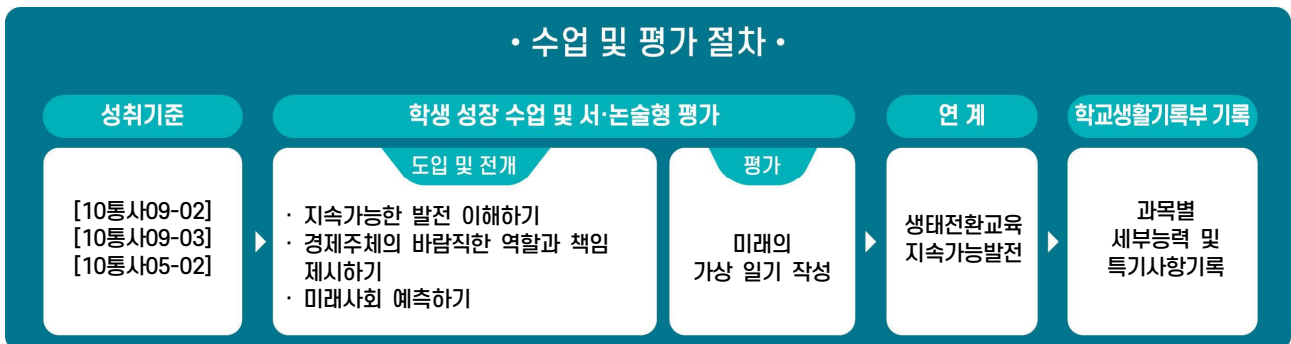 • 수업 및 평가 절차 •
성취기준
[10통사09-02]
[10통사09-03]
[10통사05-02]
학생 성장 수업 및 서·논술형 평가
도입 및 전개
· 지속가능한 발전 이해하기
· 경제주체의 바람직한 역할과 책임
제시하기
· 미래사회 예측하기
평가
미래의
가상 일기 작성
연 계
생태전환교육
지속가능발전
학교생활기록부 기록
과목별
세부능력 및
특기사항기록